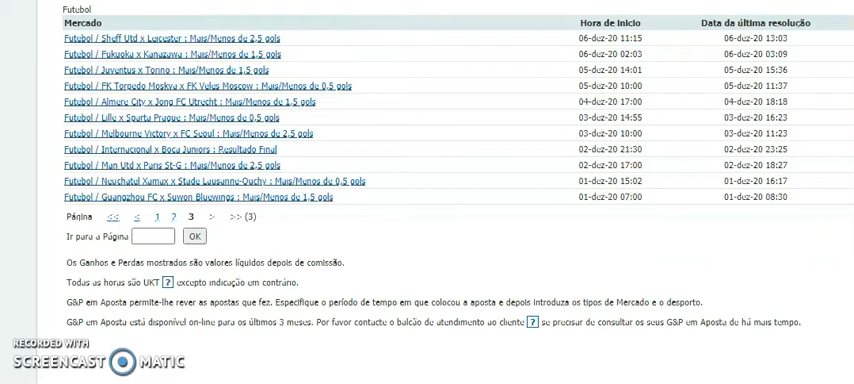 Futebol
Mercado Hora de início Data da última resolução
Futebol / Sheff Utd x Leicester : Mais/Menos de 2,5 gols 06-dez-20 11:15 06-dez-20 13:03
Futebol / Fukuoka x Kanazawa : Mais/Menos de 1,5 gols 06-dez-20 02:03 06-dez-20 03:09
Futebol / Juventus x Torino : Mais/Menos de 1,5 gols 05-dez-20 14:01 05-dez-20 15:36
Futebol / FK Torpedo Moskva x FK Veles Moscow : Mais/Menos de 0,5 gols 05-dez-20 10:00 05-dez-20 11:37
Futebol / Almere City x Jong FC Utrecht : Mais/Menos de 1,5 gols 04-dez-20 17:00 04-dez-20 18:18
Futebol / Lille x Sparta Prague : Mais/Menos de 0,5 gols 03-dez-20 14:55 03-dez-20 16:23
Futebol / Melbourne Victory x FC Seoul : Mais/Menos de 2,5 gols 03-dez-20 10:00 03-dez-20 11:23
Futebol / Internacional x Boca Juniors : Resultado Final 02-dez-20 21:30 02-dez-20 23:25
Futebol / Man Utd x Paris St-G : Mais/Menos de 2,5 gols 02-dez-20 17:00 02-dez-20 18:27
Futebol / Neuchatel Xamax x Stade Lausanne-Ouchy : Mais/Menos de 0,5 gols 01-dez-20 15:02 01-dez-20 16:17
Futebol / Guangzhou FC x Suwon Bluewings : Mais/Menos de 1,5 gols 01-dez-20 07:00 01-dez-20 08:30
Página << < 1 2 3 > >> (3)
Ir para a Página OK
Os Ganhos e Perdas mostrados são valores líquidos depois de comissão.
Todas as horas são UKT ? excepto indicação em contrário.
G&P em Aposta permite-lhe rever as apostas que fez. Especifique o período de tempo em que colocou a aposta e depois introduza os tipos de Mercado e o desporto.
G&P em Aposta está disponível on-line para os últimos 3 meses. Por favor contacte o balcão de atendimento ao cliente ? se precisar de consultar os seus G&P em Aposta de há mais tempo.
RECORDED WITH
SCREENCAST MATIC